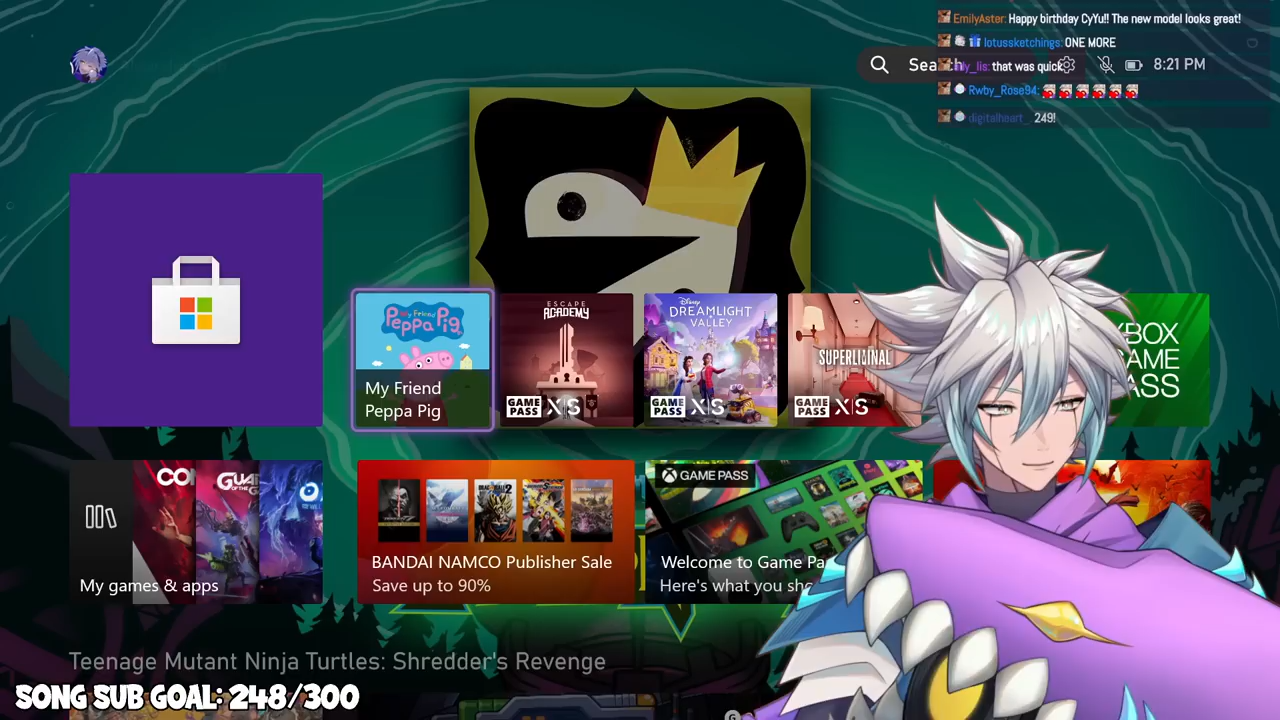 EmilyAster: Happy birthday CyYu!! The new model looks great!
lotussketchings: ONE MORE
that was quick
Rwby_Rose94:
digitalheart_: 249!
8:21 PM
My Friend
Peppa Pig
My Friend
Peppa Pig
ESCAPE
ACADEMY
GAME PASS X|S
Disney
DREAMLIGHT
VALLEY
GAME PASS X|S
SUPERLIMINAL
GAME PASS X|S
XBOX
GAME
PASS
My games & apps
BANDAI NAMCO Publisher Sale
Save up to 90%
GAME PASS
Welcome to Game Pa
Here's what you sho
Teenage Mutant Ninja Turtles: Shredder's Revenge
SONG SUB GOAL: 248/300